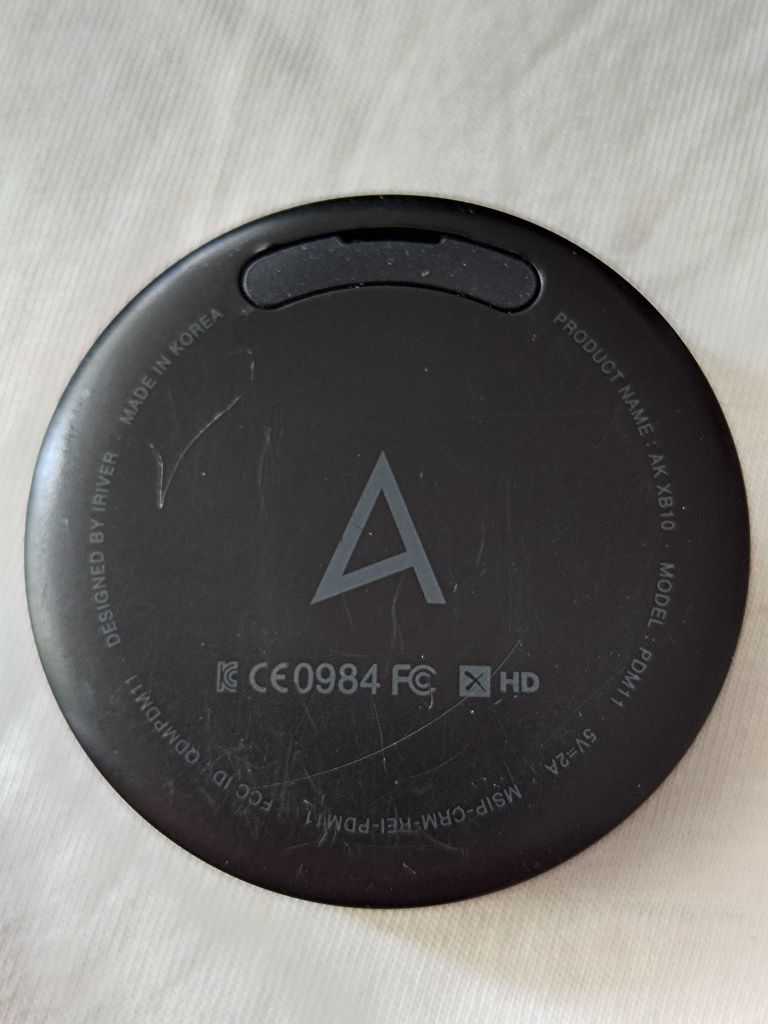 PRODUCT NAME : AK XB10 · MODEL : PDM11 · 5V=2A · MSIP-CRM-REI-PDM11 · FCC ID : QDMPDM11 · DESIGNED BY IRIVER · MADE IN KOREA
A
CE0984 FC X HD